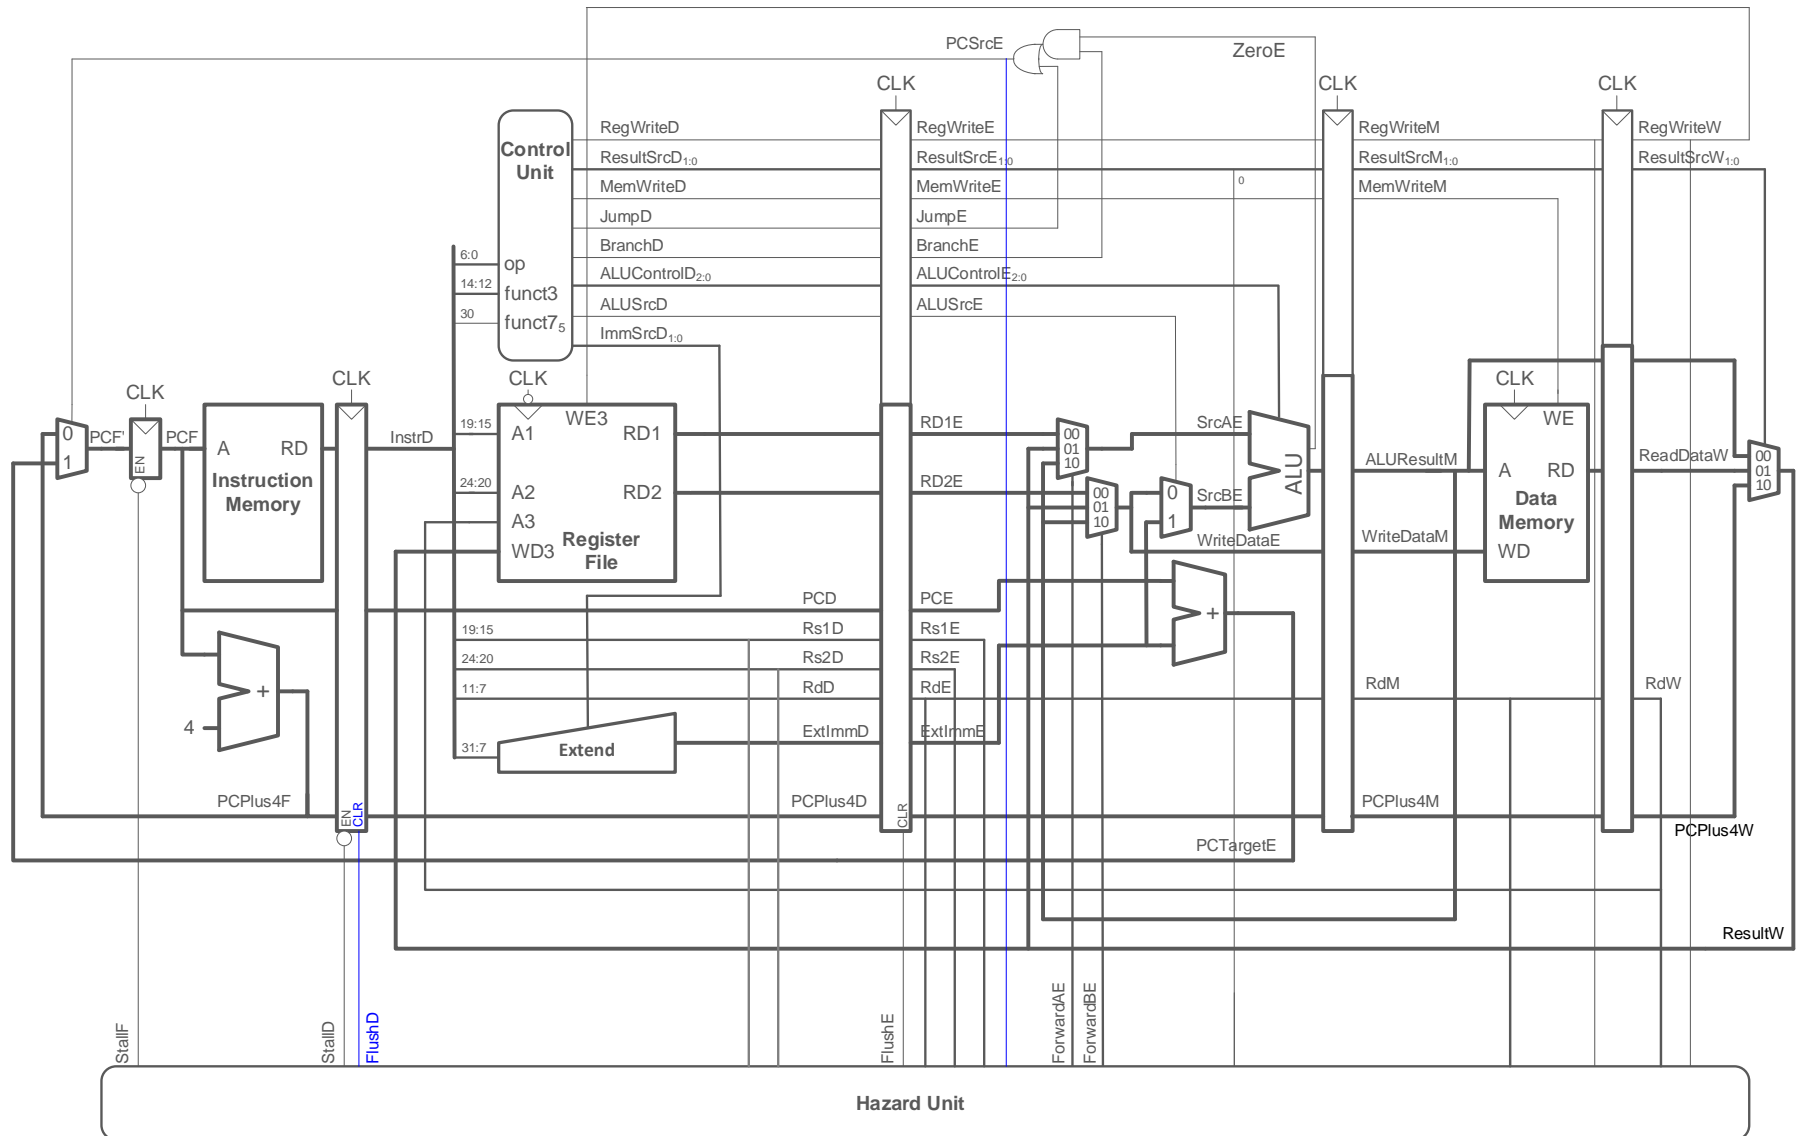 PCSrcE
ZeroE
CLK
CLK
CLK
Control
Unit
op
funct3
funct7₅
6:0
14:12
30
RegWriteD
ResultSrcD₁:₀
MemWriteD
JumpD
BranchD
ALUControlD₂:₀
ALUSrcD
ImmSrcD₁:₀
RegWriteE
ResultSrcE₁:₀
MemWriteE
JumpE
BranchE
ALUControlE₂:₀
ALUSrcE
0
RegWriteM
ResultSrcM₁:₀
MemWriteM
RegWriteW
ResultSrcW₁:₀
CLK
CLK
CLK
CLK
0
1
PCF'
EN
PCF
A
RD
Instruction
Memory
InstrD
19:15
24:20
A1
A2
A3
WD3
WE3
RD1
RD2
Register
File
RD1E
RD2E
00
01
10
00
01
10
0
1
SrcAE
SrcBE
ALU
WriteDataE
ALUResultM
WriteDataM
A
RD
WE
WD
Data
Memory
ReadDataW
00
01
10
PCD
PCE
+
19:15
Rs1D
Rs1E
24:20
Rs2D
Rs2E
11:7
RdD
RdE
RdM
RdW
4
+
31:7
Extend
ExtImmD
ExtImmE
PCPlus4F
EN
CLR
PCPlus4D
CLR
PCPlus4M
PCPlus4W
PCTargetE
ResultW
StallF
StallD
FlushD
FlushE
ForwardAE
ForwardBE
Hazard Unit